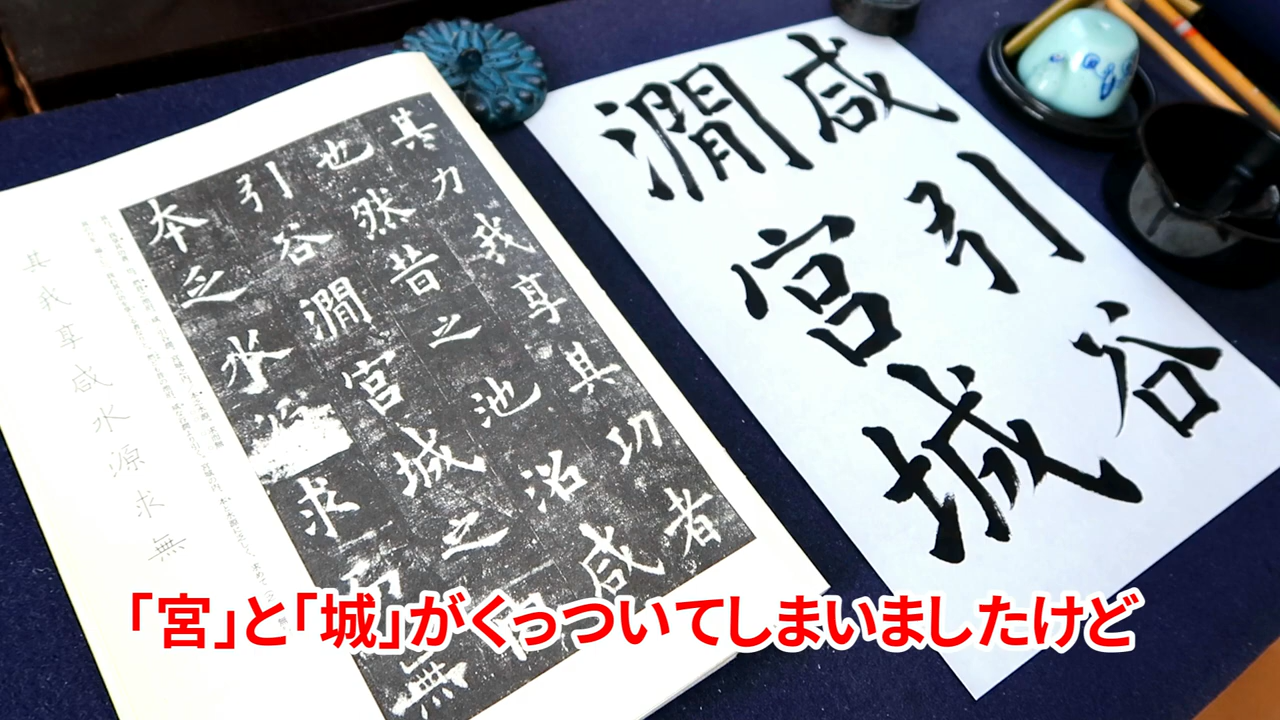 咸引谷
澗宮城
其力我享其功者
也然昔之池沼咸
引谷澗宮城之
本乏水求無
其我享咸水源求無
「宮」と「城」がくっついてしまいましたけど